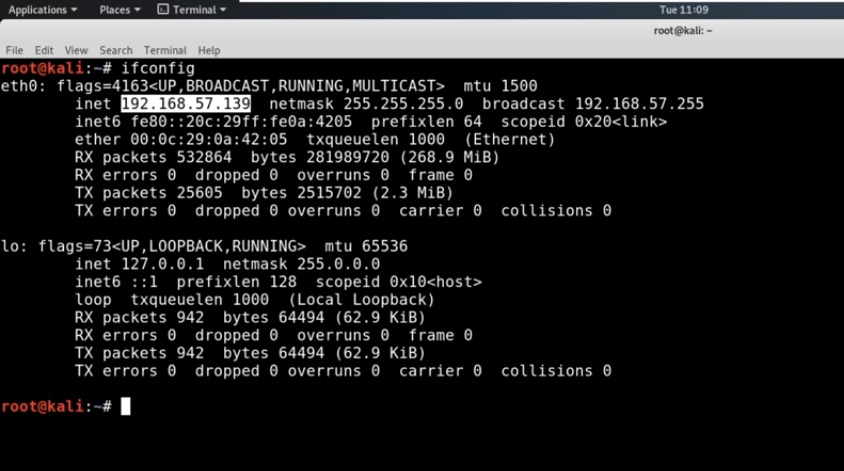 Applications Places Terminal Tue 11:09
root@kali: ~
File Edit View Search Terminal Help
root@kali:~# ifconfig
eth0: flags=4163<UP,BROADCAST,RUNNING,MULTICAST>  mtu 1500
        inet 192.168.57.139  netmask 255.255.255.0  broadcast 192.168.57.255
        inet6 fe80::20c:29ff:fe0a:4205  prefixlen 64  scopeid 0x20<link>
        ether 00:0c:29:0a:42:05  txqueuelen 1000  (Ethernet)
        RX packets 532864  bytes 281989720 (268.9 MiB)
        RX errors 0  dropped 0  overruns 0  frame 0
        TX packets 25605  bytes 2515702 (2.3 MiB)
        TX errors 0  dropped 0 overruns 0  carrier 0  collisions 0

lo: flags=73<UP,LOOPBACK,RUNNING>  mtu 65536
        inet 127.0.0.1  netmask 255.0.0.0
        inet6 ::1  prefixlen 128  scopeid 0x10<host>
        loop  txqueuelen 1000  (Local Loopback)
        RX packets 942  bytes 64494 (62.9 KiB)
        RX errors 0  dropped 0  overruns 0  frame 0
        TX packets 942  bytes 64494 (62.9 KiB)
        TX errors 0  dropped 0 overruns 0  carrier 0  collisions 0

root@kali:~#